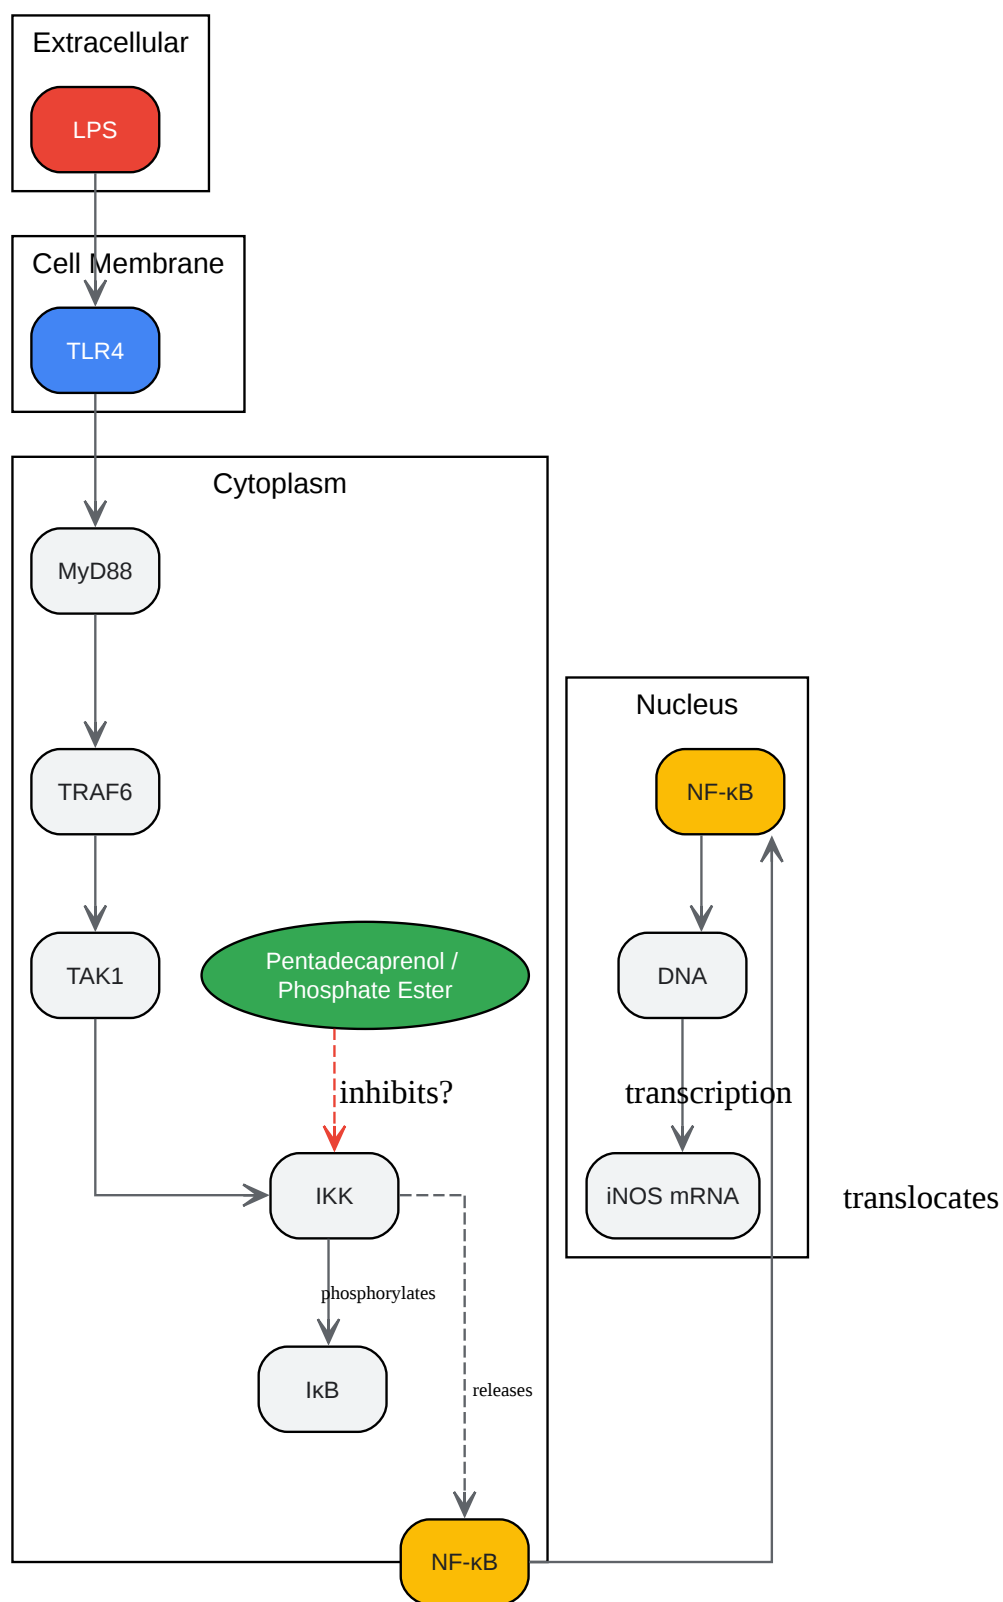 Extracellular
LPS
Cell Membrane
TLR4
Cytoplasm
MyD88
TRAF6
TAK1
Pentadecaprenol /
Phosphate Ester
inhibits?
IKK
phosphorylates
IκB
releases
NF-κB
Nucleus
NF-κB
DNA
transcription
iNOS mRNA
translocates